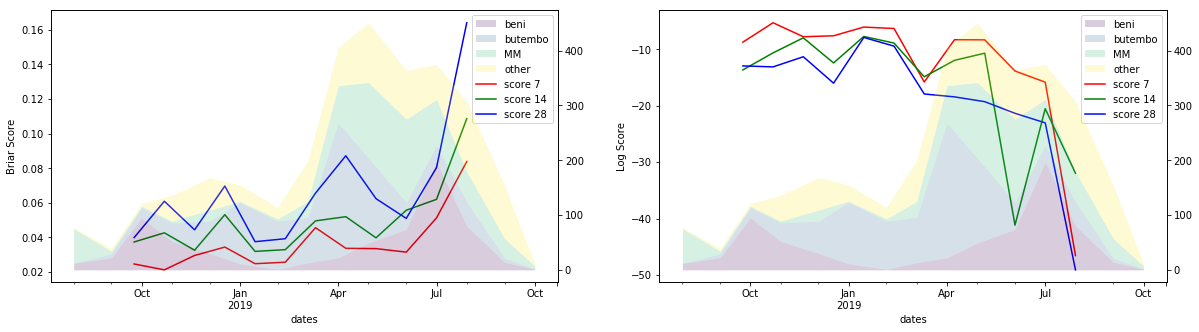 0.16
0.14
0.12
0.10
0.08
0.06
0.04
0.02
Briar Score
400
300
200
100
0
Oct
Jan
2019
Apr
Jul
Oct
dates
beni
butembo
MM
other
score 7
score 14
score 28
−10
−20
−30
−40
−50
Log Score
400
300
200
100
0
Oct
Jan
2019
Apr
Jul
Oct
dates
beni
butembo
MM
other
score 7
score 14
score 28